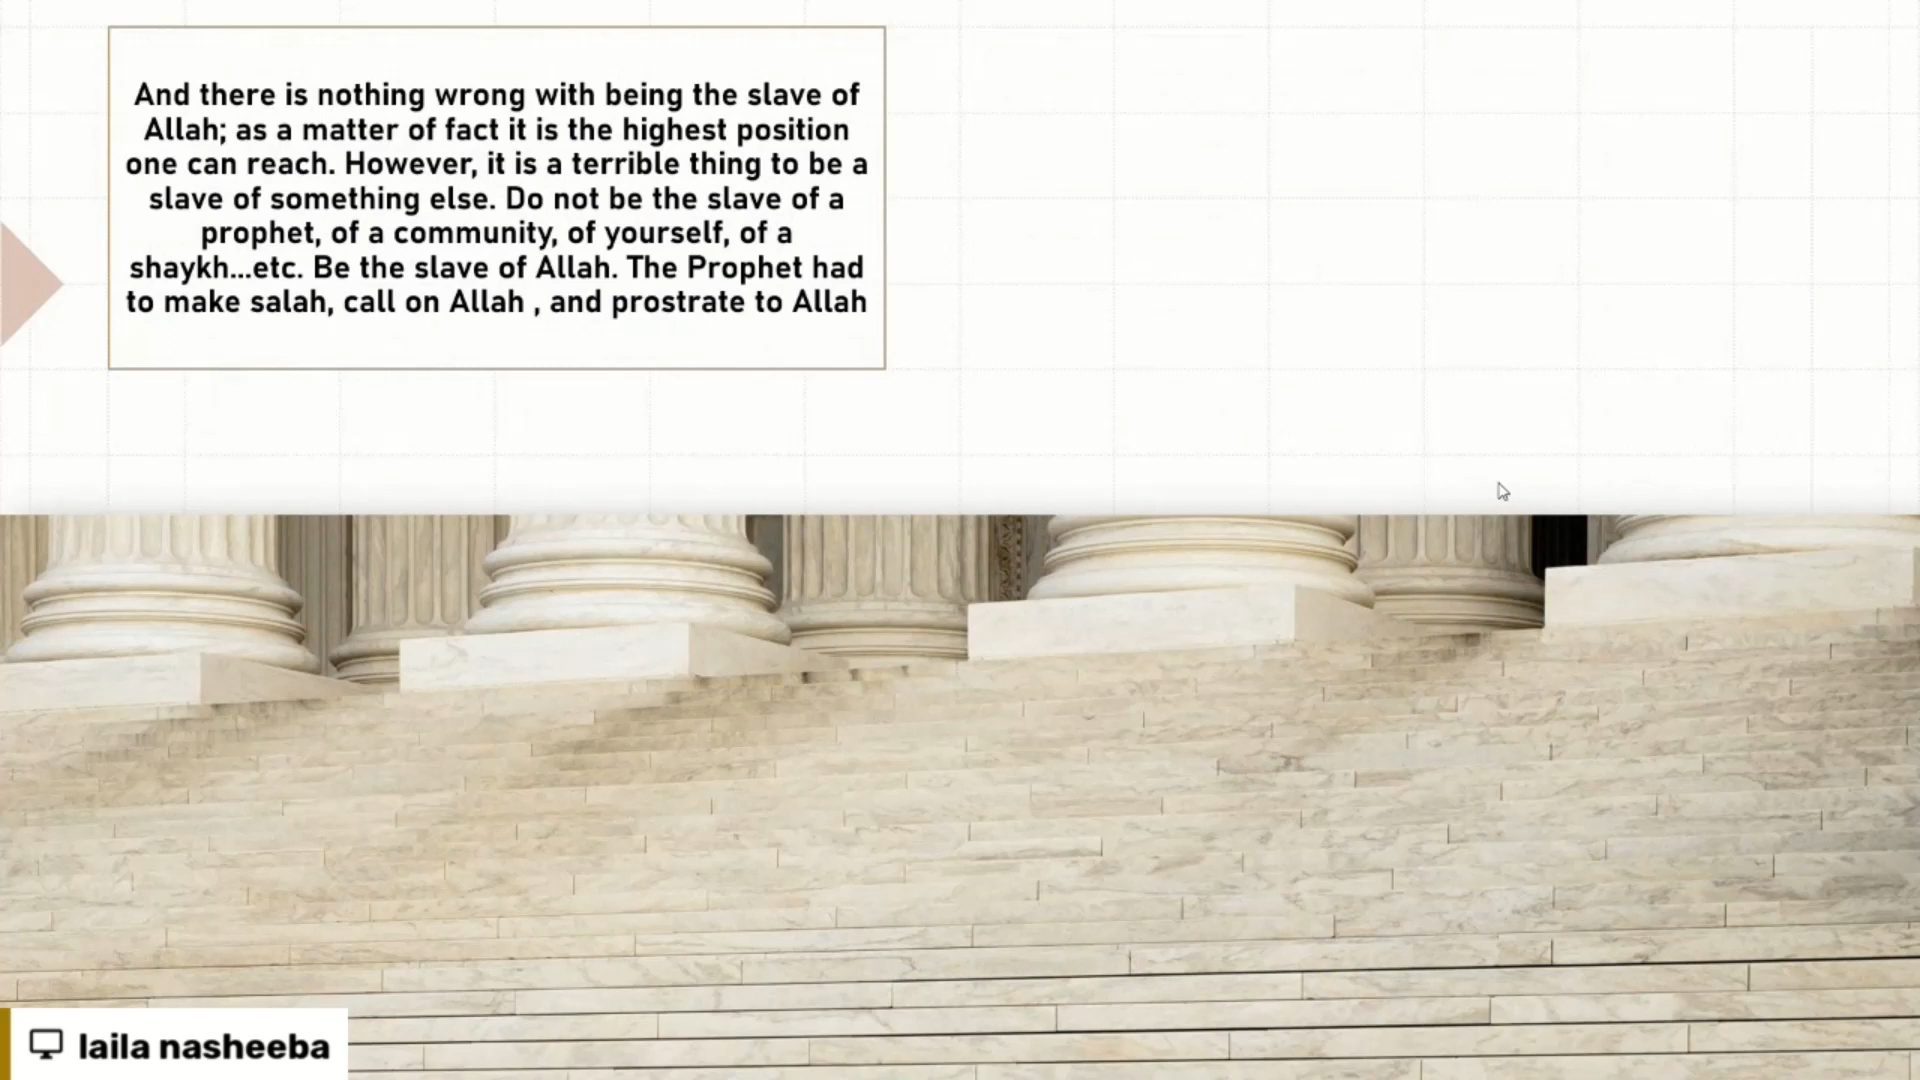 And there is nothing wrong with being the slave of
Allah; as a matter of fact it is the highest position
one can reach. However, it is a terrible thing to be a
slave of something else. Do not be the slave of a
prophet, of a community, of yourself, of a
shaykh...etc. Be the slave of Allah. The Prophet had
to make salah, call on Allah , and prostrate to Allah
laila nasheeba